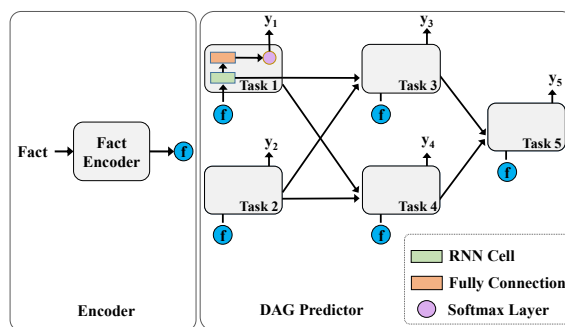 y1
y3
y5
Task 1
Task 3
f
f
y2
y4
Task 5
Fact
Fact
Encoder
f
f
Task 2
Task 4
f
f
RNN Cell
Fully Connection
Softmax Layer
Encoder
DAG Predictor